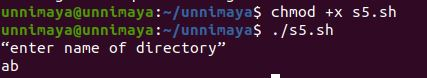 unnimaya@unnimaya:~/unnimaya$ chmod +x s5.sh
unnimaya@unnimaya:~/unnimaya$ ./s5.sh
“enter name of directory”
ab